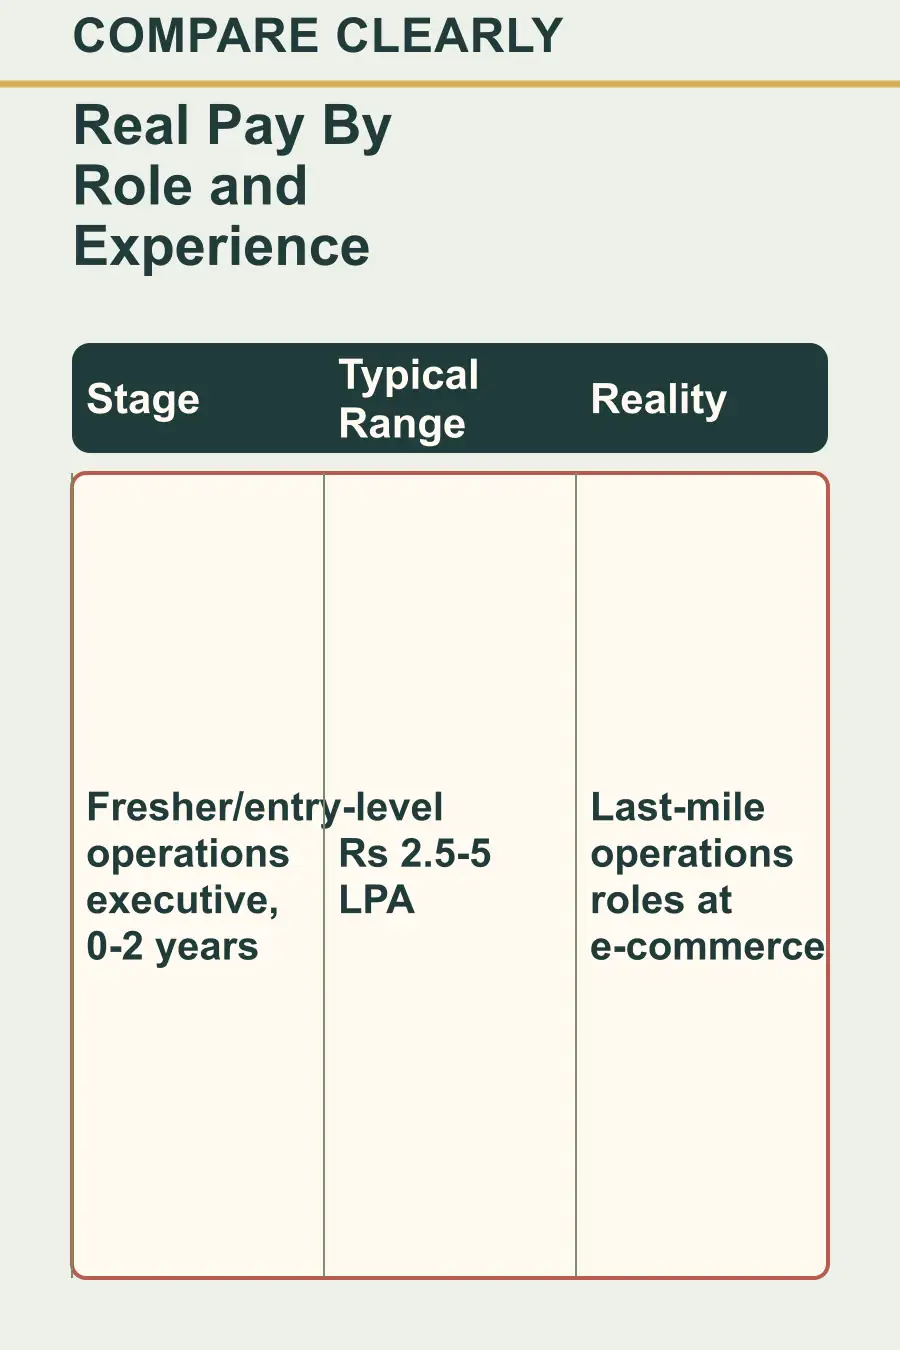 COMPARE CLEARLY
Real Pay By
Role and
Experience
Stage
Typical
Range
Reality
Fresher/entry-level
operations
executive,
0-2 years
Rs 2.5-5
LPA
Last-mile
operations
roles at
e-commerce